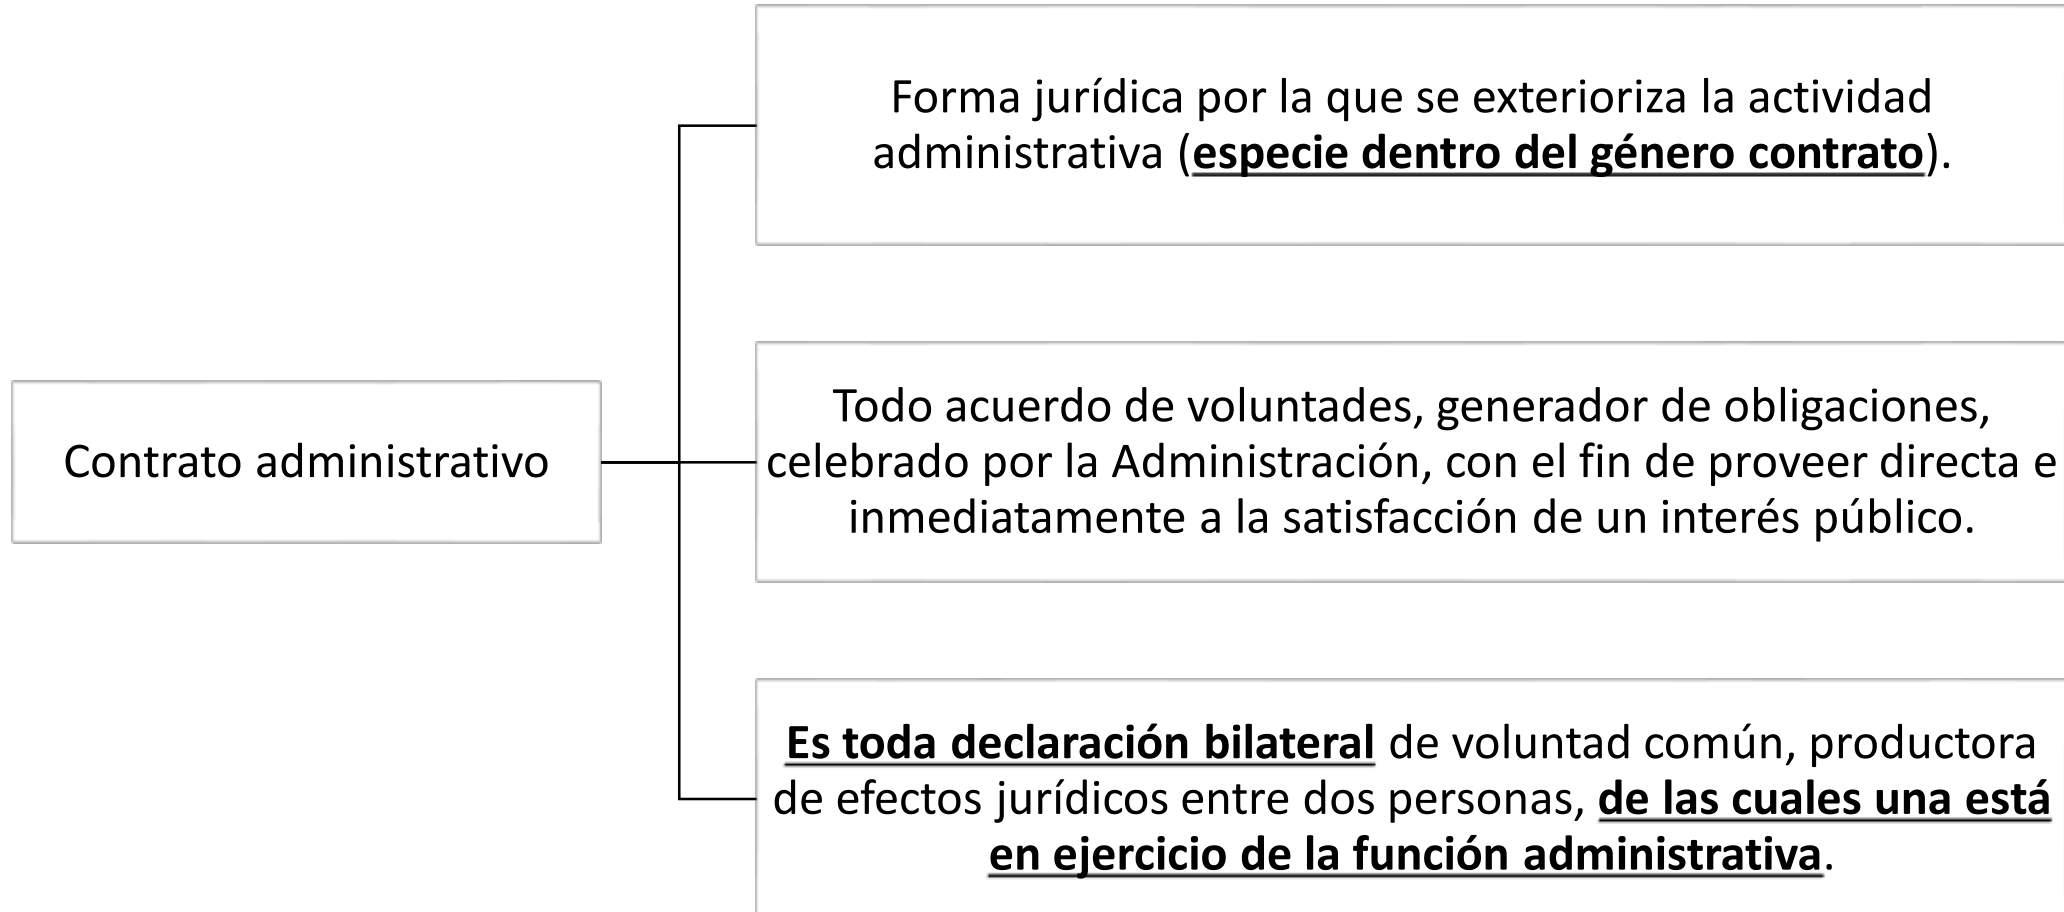 Forma jurídica por la que se exterioriza la actividad
administrativa (especie dentro del género contrato).
Contrato administrativo
Todo acuerdo de voluntades, generador de obligaciones,
celebrado por la Administración, con el fin de proveer directa e
inmediatamente a la satisfacción de un interés público.
Es toda declaración bilateral de voluntad común, productora
de efectos jurídicos entre dos personas, de las cuales una está
en ejercicio de la función administrativa.